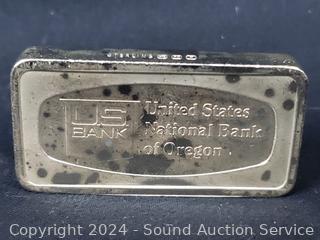 STERLING
US
BANK
United States
National Bank
of Oregon
Copyright © 2024 - Sound Auction Service